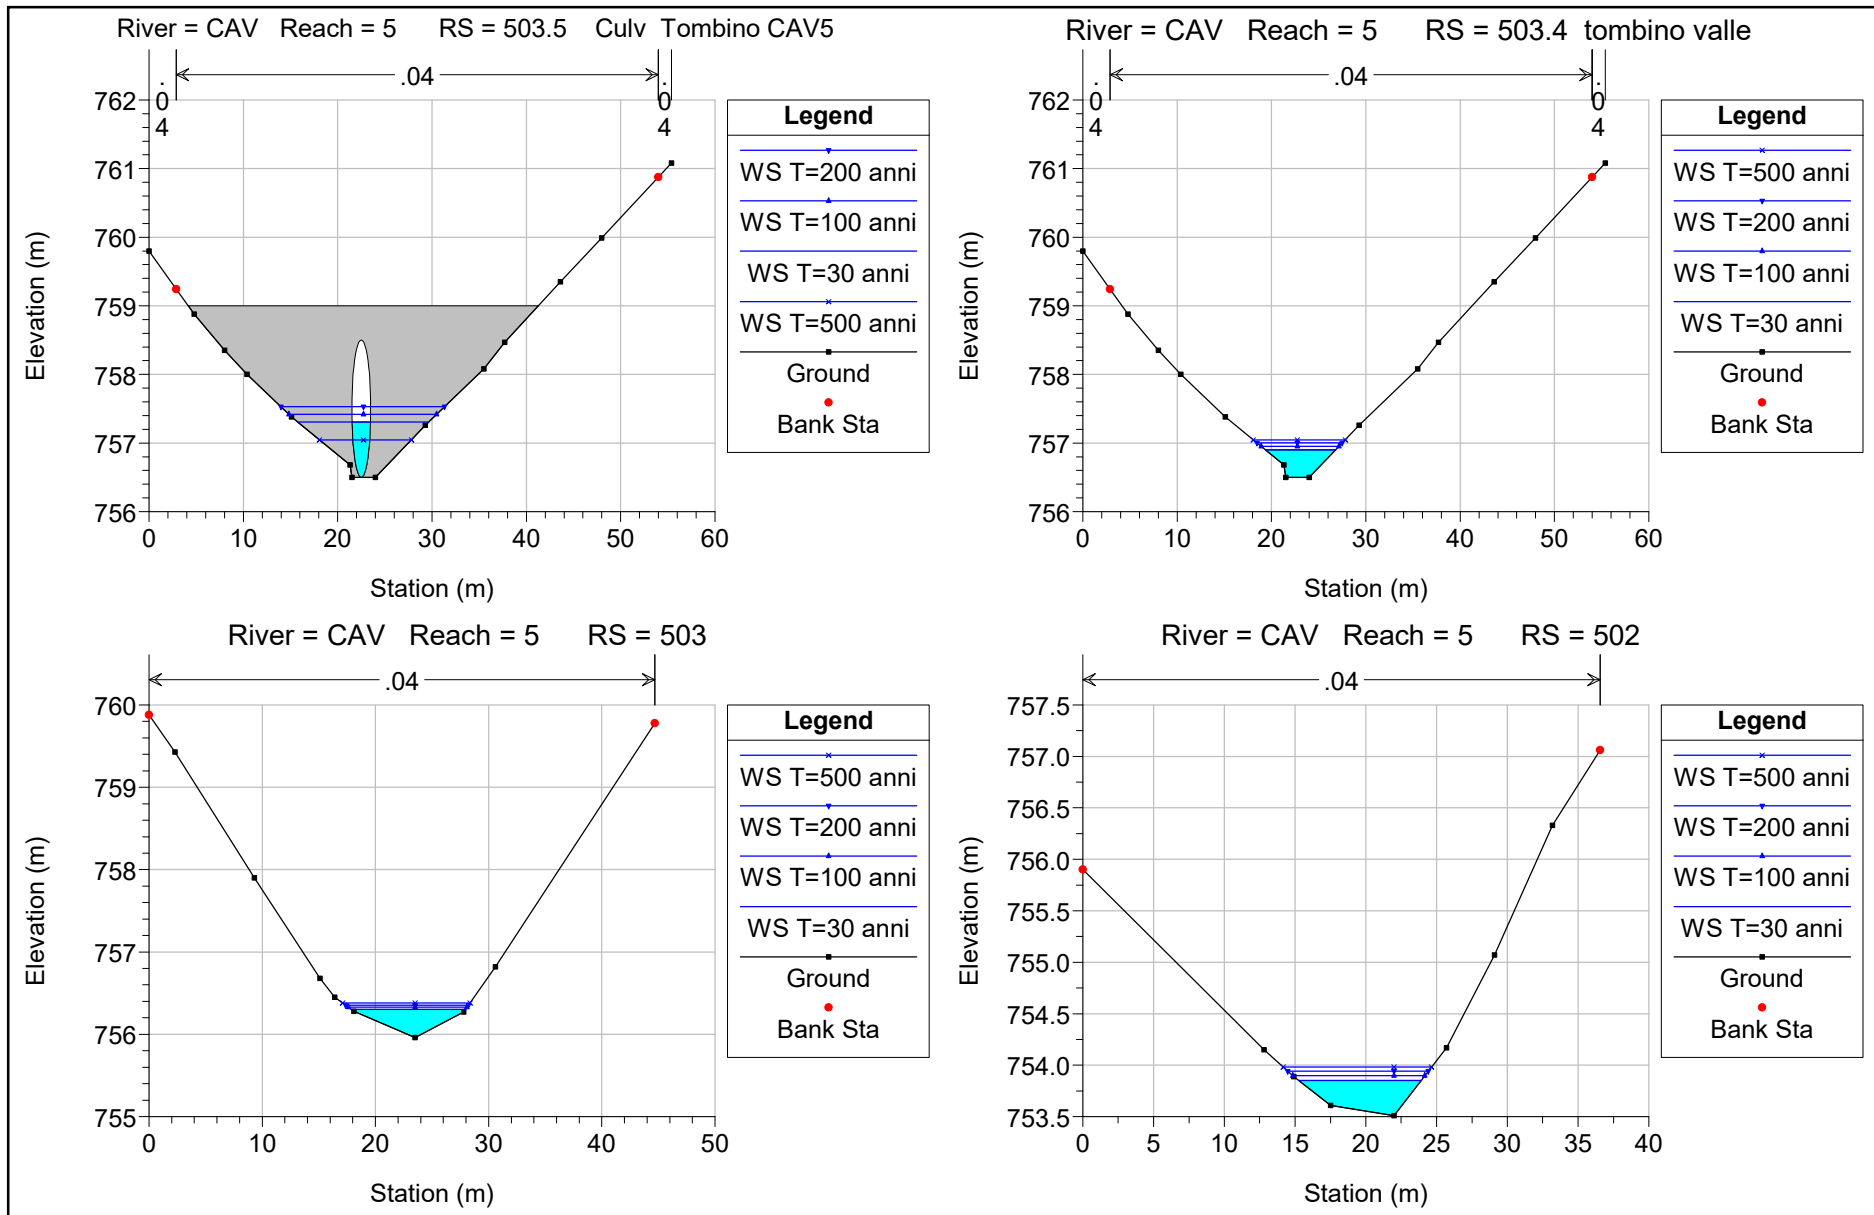 River = CAV Reach = 5 RS = 503.5 Culv Tombino CAV5
.04
.04
.04
762
761
760
759
758
757
756
0 10 20 30 40 50 60
Elevation (m)
Station (m)
Legend
WS T=200 anni
WS T=100 anni
WS T=30 anni
WS T=500 anni
Ground
Bank Sta
River = CAV Reach = 5 RS = 503.4 tombino valle
.04
.04
.04
762
761
760
759
758
757
756
0 10 20 30 40 50 60
Elevation (m)
Station (m)
Legend
WS T=500 anni
WS T=200 anni
WS T=100 anni
WS T=30 anni
Ground
Bank Sta
River = CAV Reach = 5 RS = 503
.04
760
759
758
757
756
755
0 10 20 30 40 50
Elevation (m)
Station (m)
Legend
WS T=500 anni
WS T=200 anni
WS T=100 anni
WS T=30 anni
Ground
Bank Sta
River = CAV Reach = 5 RS = 502
.04
757.5
757.0
756.5
756.0
755.5
755.0
754.5
754.0
753.5
0 5 10 15 20 25 30 35 40
Elevation (m)
Station (m)
Legend
WS T=500 anni
WS T=200 anni
WS T=100 anni
WS T=30 anni
Ground
Bank Sta